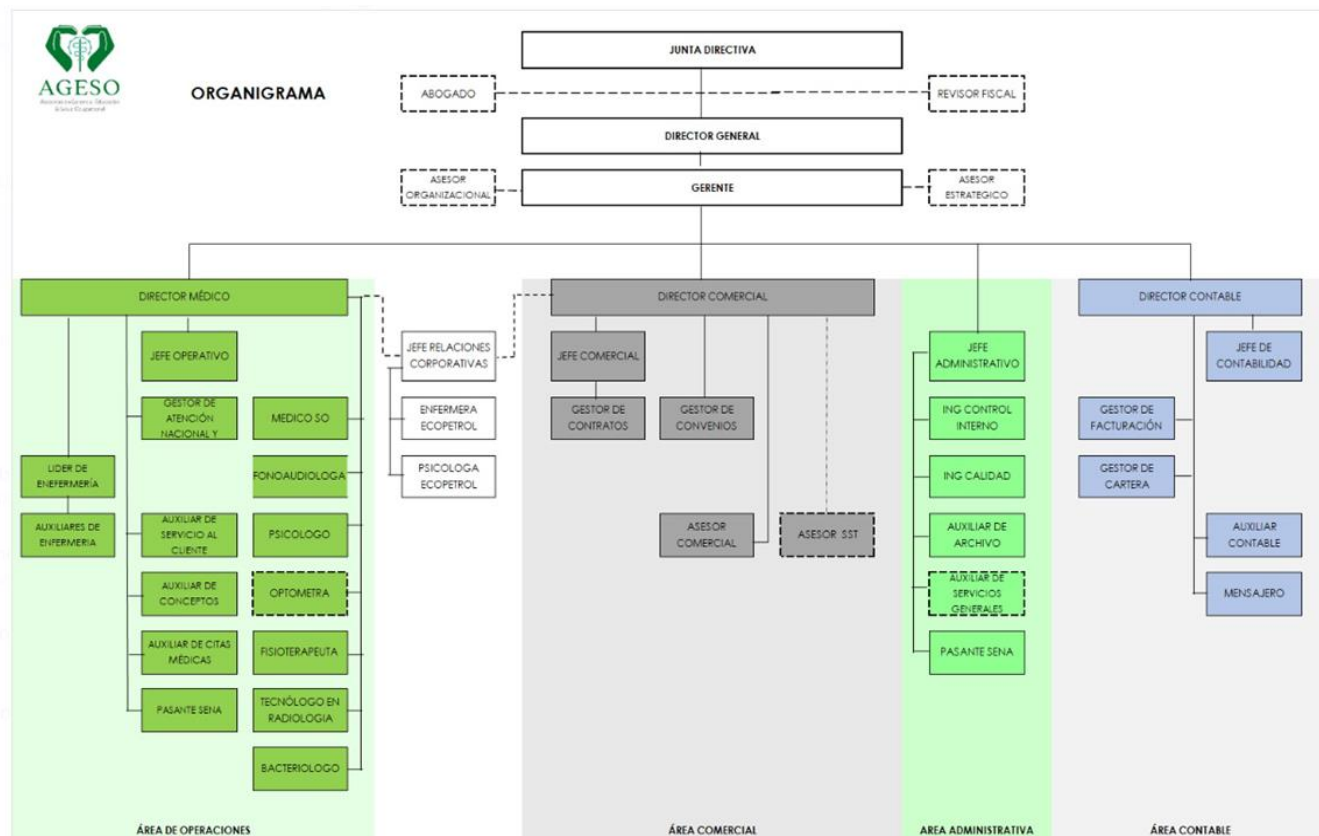 AGESO
ORGANIGRAMA
JUNTA DIRECTIVA
ABOGADO
REVISOR FISCAL
DIRECTOR GENERAL
ASESOR
ORGANIZACIONAL
GERENTE
ASESOR
ESTRATEGICO
DIRECTOR MÉDICO
DIRECTOR COMERCIAL
DIRECTOR CONTABLE
JEFE OPERATIVO
JEFE RELACIONES
CORPORATIVAS
JEFE COMERCIAL
JEFE
ADMINISTRATIVO
JEFE DE
CONTABILIDAD
GESTOR DE
ATENCIÓN
NACIONAL Y
MEDICO SO
ENFERMERA
ECOPETROL
GESTOR DE
CONTRATOS
GESTOR DE
CONVENIOS
ING CONTROL
INTERNO
GESTOR DE
FACTURACIÓN
LIDER DE
ENEFERMERÍA
FONOAUDIOLOGA
PSICOLOGA
ECOPETROL
ING CALIDAD
GESTOR DE
CARTERA
AUXILIARES DE
ENFERMERIA
AUXILIAR DE
SERVICIO AL
CLIENTE
PSICOLOGO
ASESOR
COMERCIAL
ASESOR SST
AUXILIAR DE
ARCHIVO
AUXILIAR
CONTABLE
AUXILIAR DE
CONCEPTOS
OPTOMETRA
AUXILIAR DE
SERVICIOS
GENERALES
MENSAJERO
AUXILIAR DE CITAS
MÉDICAS
FISIOTERAPEUTA
PASANTE SENA
PASANTE SENA
TECNÓLOGO EN
RADIOLOGIA
BACTERIOLOGO
ÁREA DE OPERACIONES
ÁREA COMERCIAL
AREA ADMINISTRATIVA
ÁREA CONTABLE